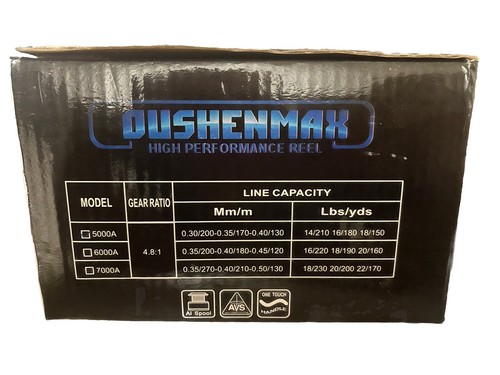 OUSHENMAX
HIGH PERFORMANCE REEL
MODEL GEAR RATIO LINE CAPACITY
Mm/m Lbs/yds
5000A 0.30/200-0.35/170-0.40/130 14/210 16/180 18/150
6000A 4.8:1 0.35/200-0.40/180-0.45/120 16/220 18/190 20/160
7000A 0.35/270-0.40/210-0.50/130 18/230 20/200 22/170
Al Spool AVS ONE TOUCH HANDLE